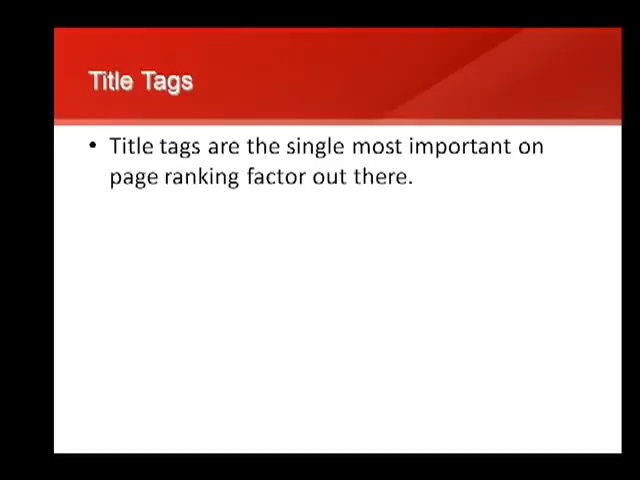 Title Tags
• Title tags are the single most important on
page ranking factor out there.